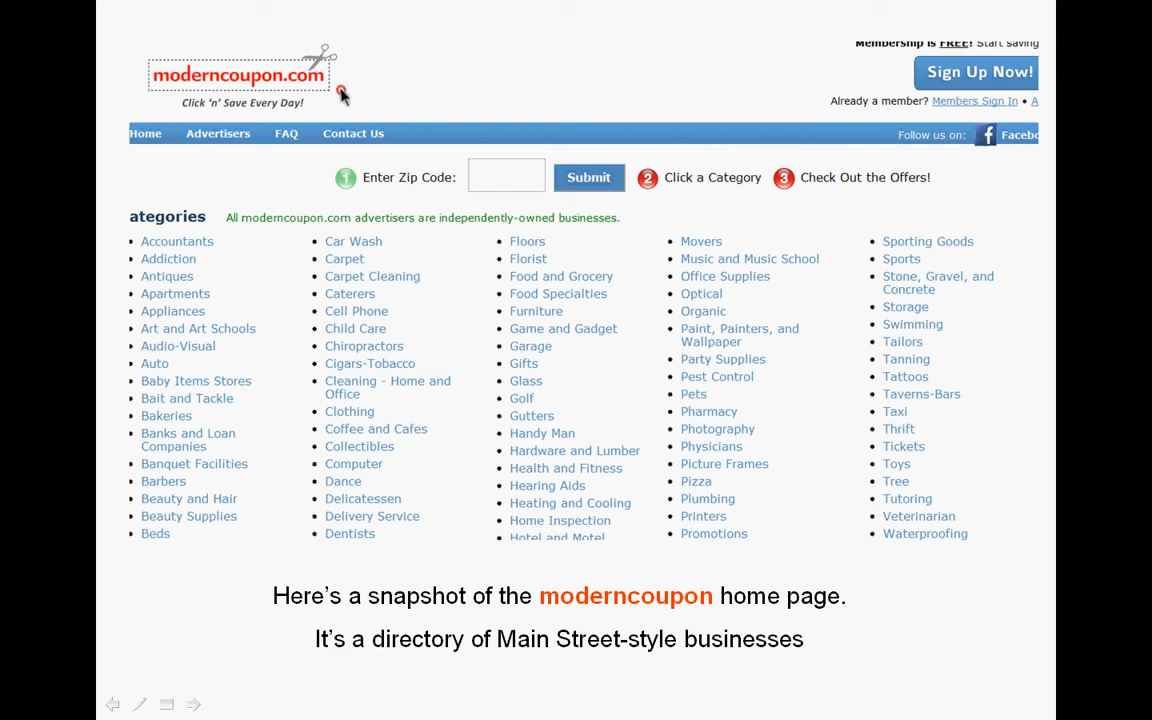 Membership is FREE! Start saving
moderncoupon.com
Sign Up Now!
Click 'n' Save Every Day!
Already a member? Members Sign In • A
Home Advertisers FAQ Contact Us Follow us on: f Facebo
1 Enter Zip Code: Submit 2 Click a Category 3 Check Out the Offers!
ategories All moderncoupon.com advertisers are independently-owned businesses.
• Accountants
• Addiction
• Antiques
• Apartments
• Appliances
• Art and Art Schools
• Audio-Visual
• Auto
• Baby Items Stores
• Bait and Tackle
• Bakeries
• Banks and Loan
Companies
• Banquet Facilities
• Barbers
• Beauty and Hair
• Beauty Supplies
• Beds
• Car Wash
• Carpet
• Carpet Cleaning
• Caterers
• Cell Phone
• Child Care
• Chiropractors
• Cigars-Tobacco
• Cleaning - Home and
Office
• Clothing
• Coffee and Cafes
• Collectibles
• Computer
• Dance
• Delicatessen
• Delivery Service
• Dentists
• Floors
• Florist
• Food and Grocery
• Food Specialties
• Furniture
• Game and Gadget
• Garage
• Gifts
• Glass
• Golf
• Gutters
• Handy Man
• Hardware and Lumber
• Health and Fitness
• Hearing Aids
• Heating and Cooling
• Home Inspection
• Hotel and Motel
• Movers
• Music and Music School
• Office Supplies
• Optical
• Organic
• Paint, Painters, and
Wallpaper
• Party Supplies
• Pest Control
• Pets
• Pharmacy
• Photography
• Physicians
• Picture Frames
• Pizza
• Plumbing
• Printers
• Promotions
• Sporting Goods
• Sports
• Stone, Gravel, and
Concrete
• Storage
• Swimming
• Tailors
• Tanning
• Tattoos
• Taverns-Bars
• Taxi
• Thrift
• Tickets
• Toys
• Tree
• Tutoring
• Veterinarian
• Waterproofing
Here's a snapshot of the moderncoupon home page.
It's a directory of Main Street-style businesses